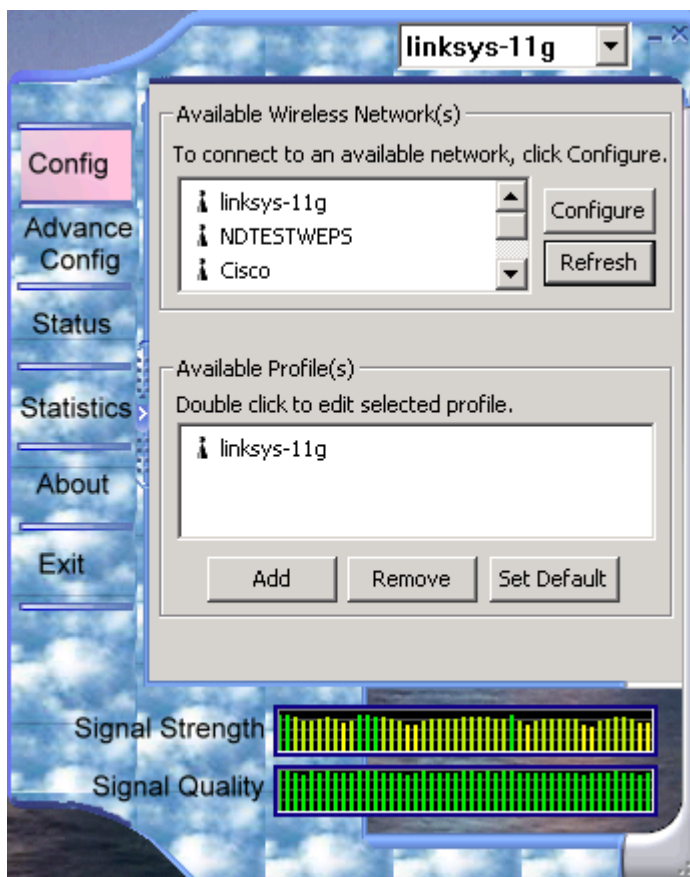 linksys-11g
Config
Advance
Config
Status
Statistics
About
Exit
Available Wireless Network(s)
To connect to an available network, click Configure.
linksys-11g
NDTESTWEPS
Cisco
Configure
Refresh
Available Profile(s)
Double click to edit selected profile.
linksys-11g
Add
Remove
Set Default
Signal Strength
Signal Quality